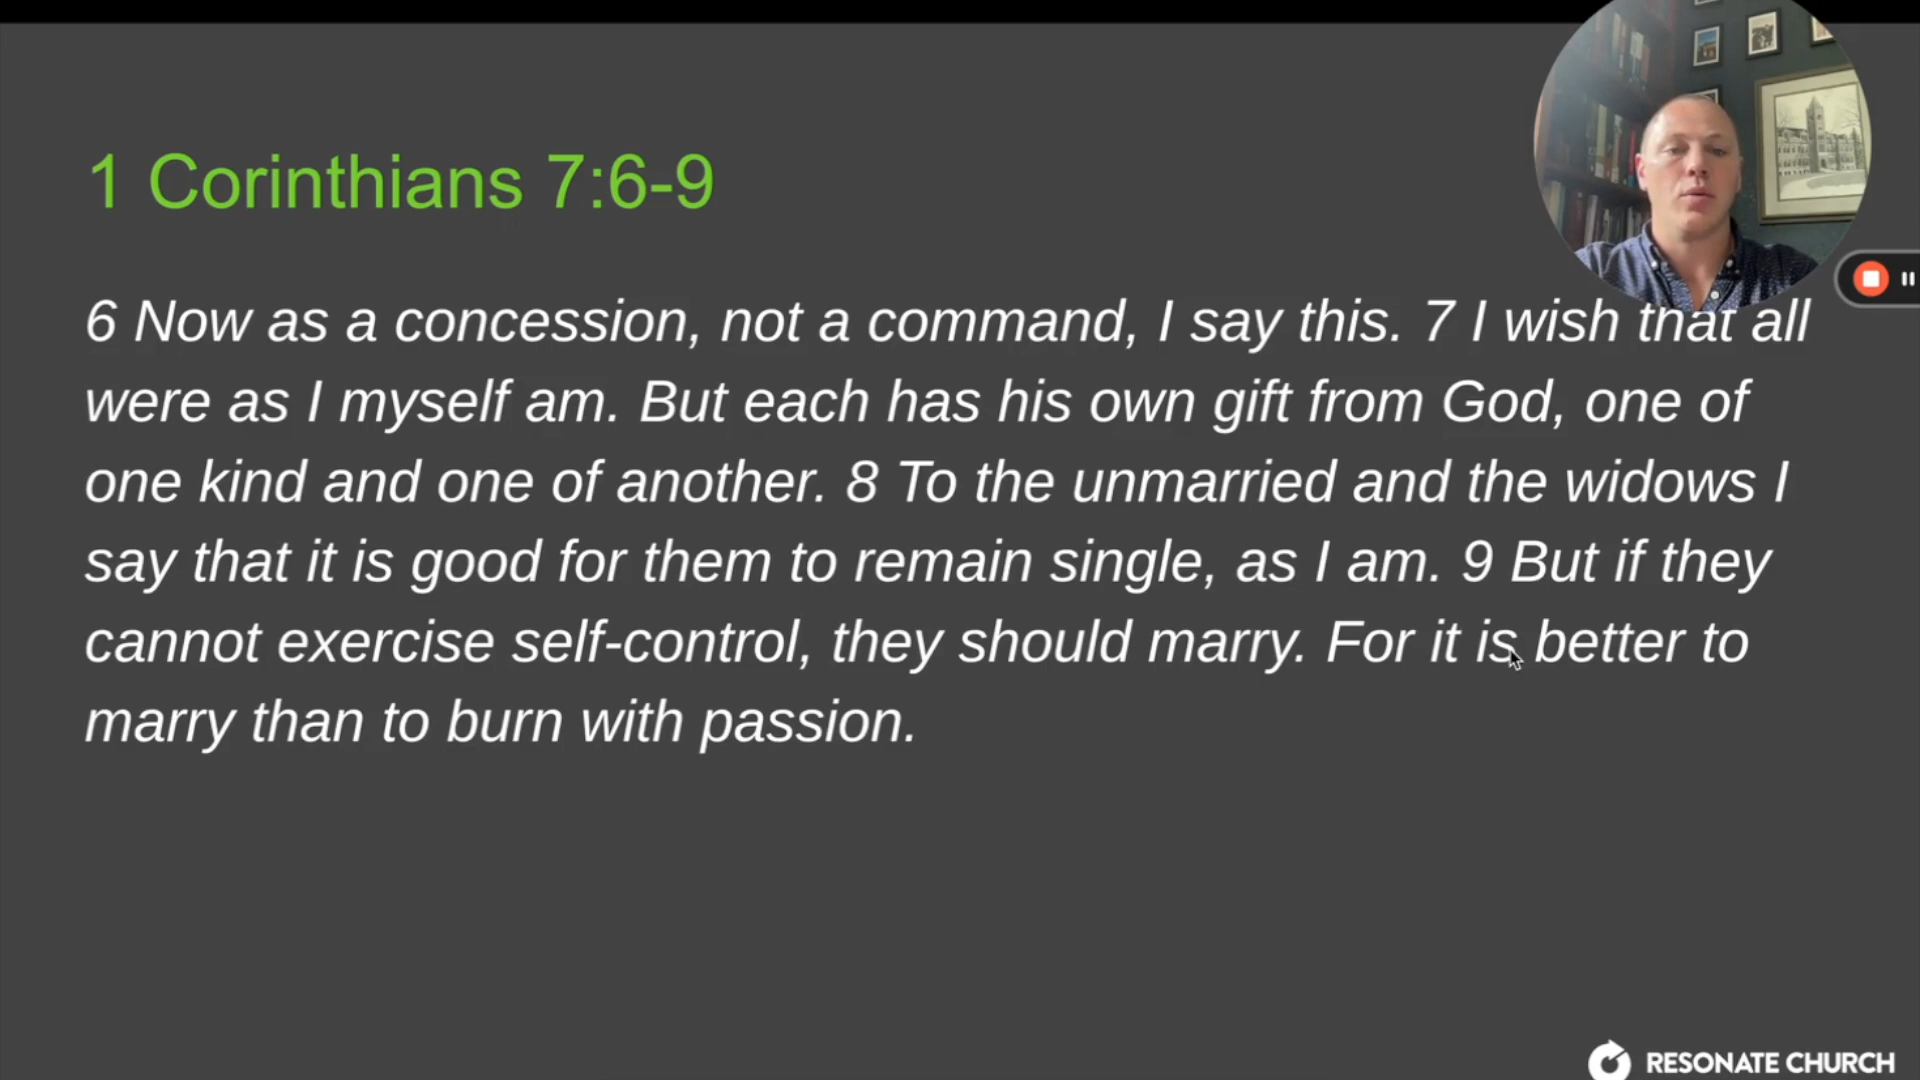 1 Corinthians 7:6-9
6 Now as a concession, not a command, I say this. 7 I wish that all
were as I myself am. But each has his own gift from God, one of
one kind and one of another. 8 To the unmarried and the widows I
say that it is good for them to remain single, as I am. 9 But if they
cannot exercise self-control, they should marry. For it is better to
marry than to burn with passion.
RESONATE CHURCH